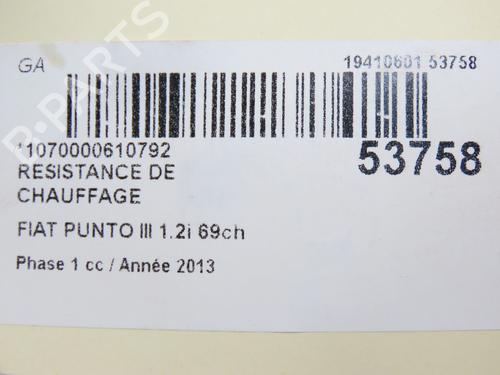 GA
19410601 53758
*1070000610792
53758
RESISTANCE DE
CHAUFFAGE
FIAT PUNTO III 1.2i 69ch
Phase 1 cc / Année 2013
B-PARTS